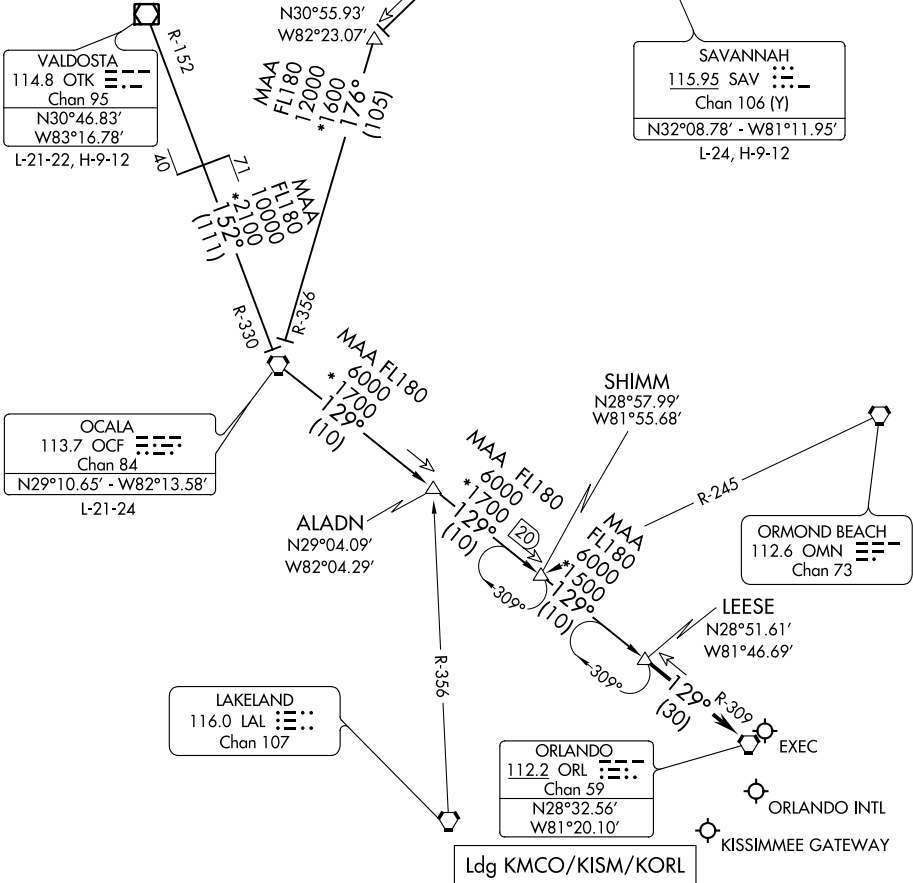 N30°55.93′
W82°23.07′
VALDOSTA
114.8 OTK
Chan 95
N30°46.83′
W83°16.78′
L-21-22, H-9-12
R-152
MAA
FL180
12000
*1600
176°
(105)
SAVANNAH
115.95 SAV
Chan 106 (Y)
N32°08.78′ - W81°11.95′
L-24, H-9-12
40
71
MAA
FL180
10000
*2100
152°
(111)
R-330
R-356
OCALA
113.7 OCF
Chan 84
N29°10.65′ - W82°13.58′
L-21-24
MAA FL180
6000
*1700
129°
(10)
SHIMM
N28°57.99′
W81°55.68′
ALADN
N29°04.09′
W82°04.29′
MAA FL180
6000
*1700
129°
(10)
20
309°
R-245
ORMOND BEACH
112.6 OMN
Chan 73
MAA
FL180
6000
*1500
129°
(10)
309°
LEESE
N28°51.61′
W81°46.69′
129°
(30)
R-309
R-356
LAKELAND
116.0 LAL
Chan 107
ORLANDO
112.2 ORL
Chan 59
N28°32.56′
W81°20.10′
EXEC
ORLANDO INTL
KISSIMMEE GATEWAY
Ldg KMCO/KISM/KORL